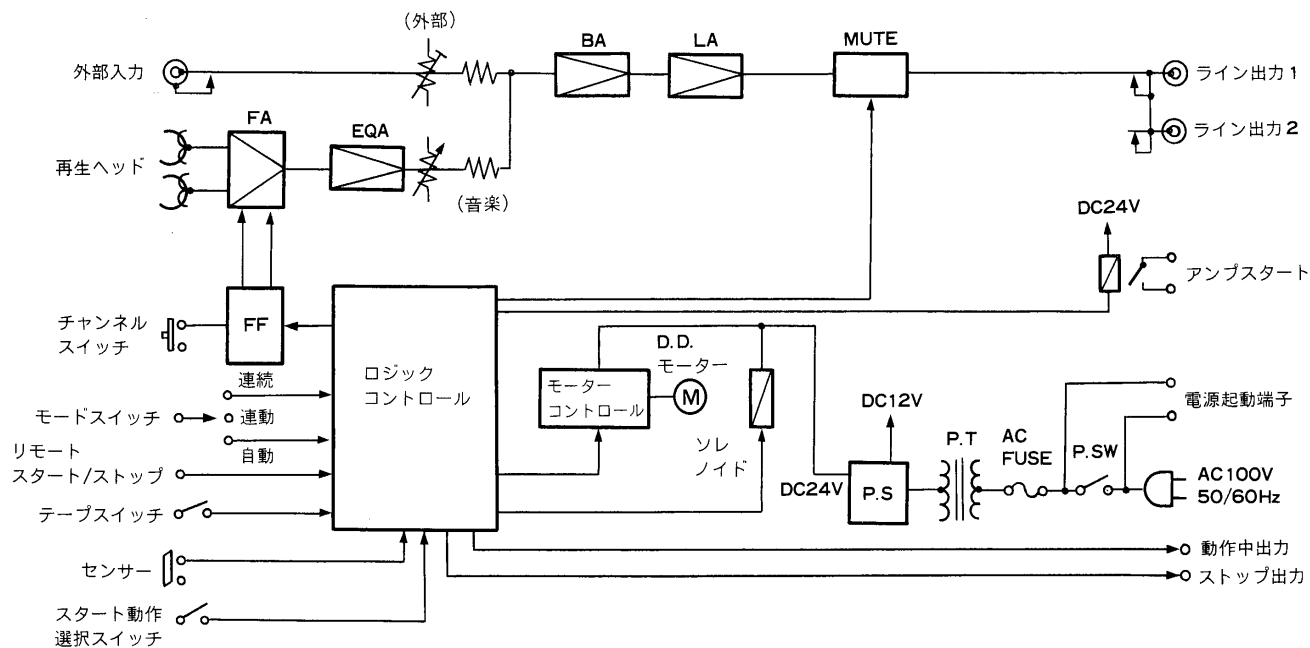 (外部)
BA
LA
MUTE
外部入力
ライン出力1
FA
EQA
ライン出力2
再生ヘッド
(音楽)
DC24V
アンプスタート
チャンネル
スイッチ
FF
ロジック
コントロール
D.D.
モーター
モーター
コントロール
M
連続
モードスイッチ
連動
自動
リモート
スタート/ストップ
ソレ
ノイド
DC12V
P.T
AC
FUSE
P.SW
電源起動端子
DC24V
P.S
AC100V
50/60Hz
テープスイッチ
センサー
動作中出力
ストップ出力
スタート動作
選択スイッチ